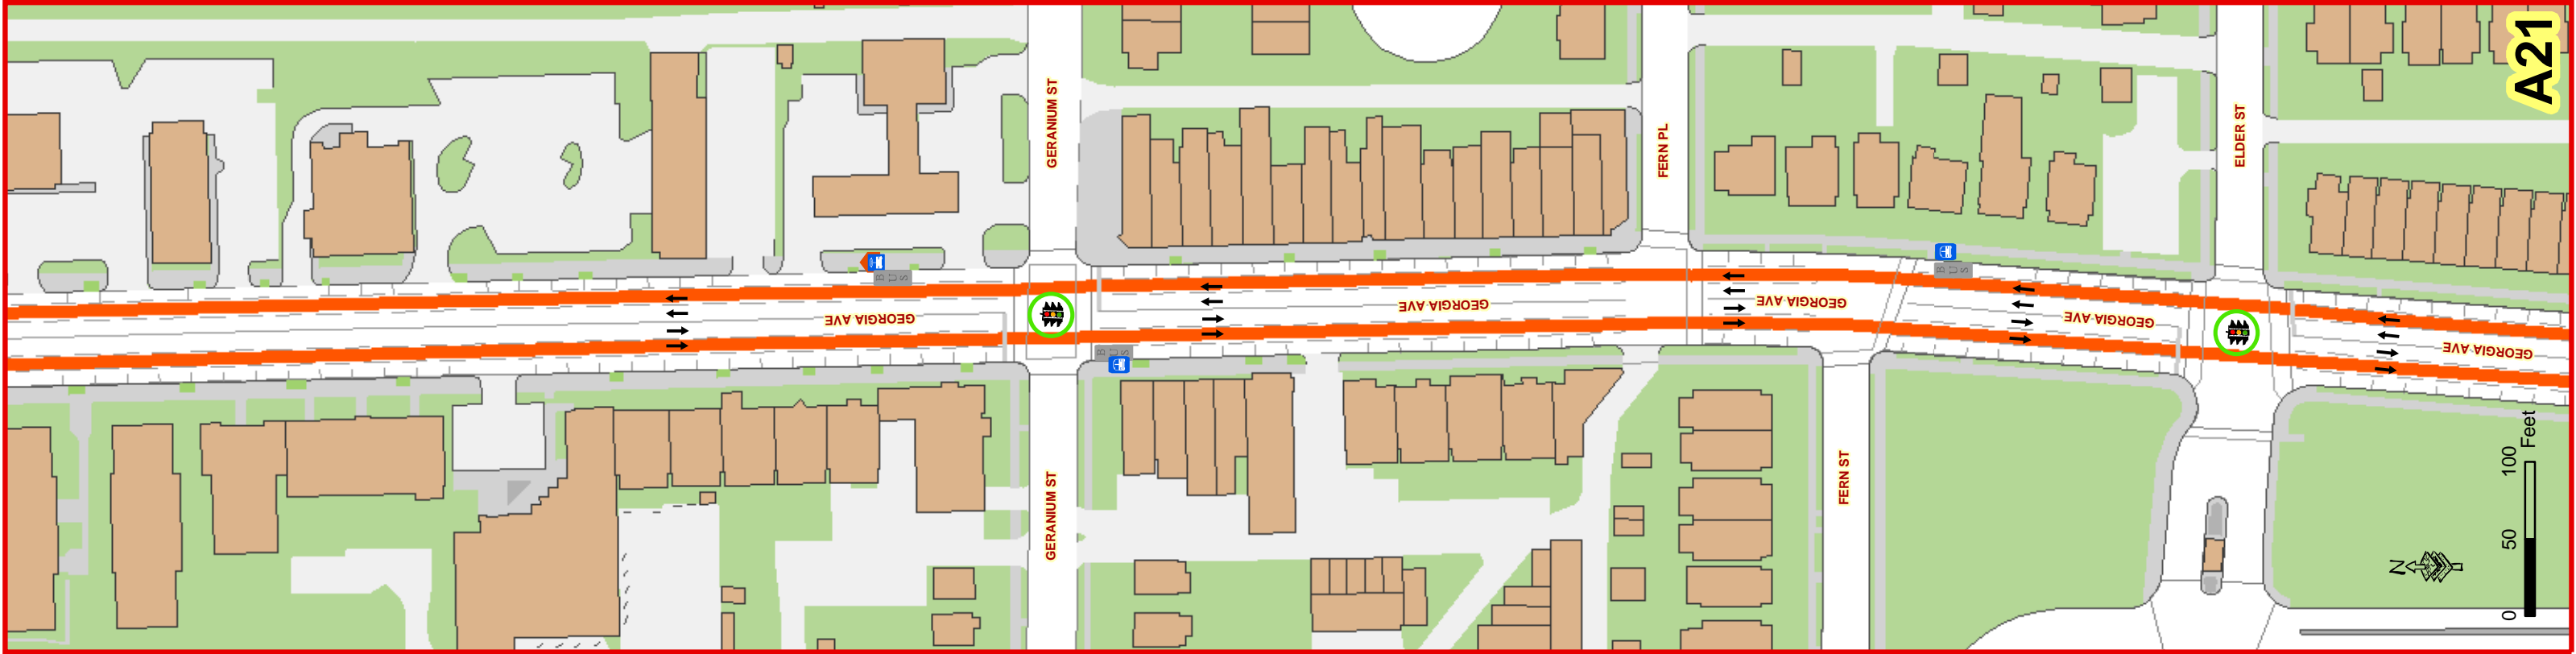 A21
GERANIUM ST
FERN PL
ELDER ST
BUS
BUS
GEORGIA AVE
GEORGIA AVE
GEORGIA AVE
GEORGIA AVE
GEORGIA AVE
BUS
GERANIUM ST
FERN ST
N
0 50 100
Feet